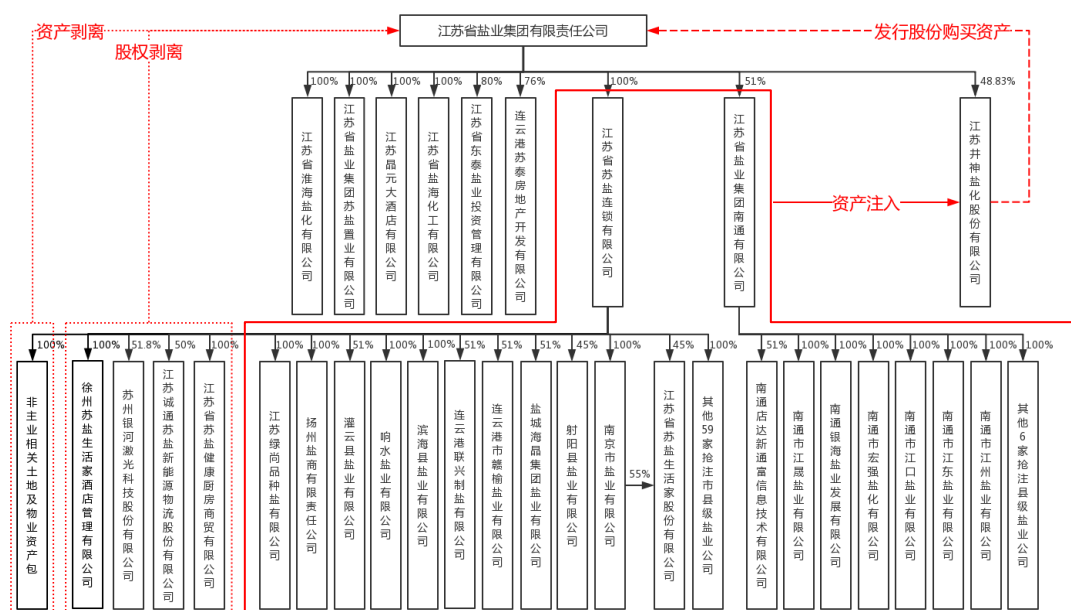 江苏省盐业集团有限责任公司
资产剥离
股权剥离
发行股份购买资产
100%
100%
100%
100%
80%
76%
100%
51%
48.83%
江苏省淮海盐化有限公司
江苏省盐业集团苏盐置业有限公司
江苏晶元大酒店有限公司
江苏省盐海化工有限公司
江苏省东泰盐业投资管理有限公司
连云港苏泰房地产开发有限公司
江苏省苏盐连锁有限公司
江苏省盐业集团南通有限公司
江苏井神盐化股份有限公司
资产注入
100%
100%
51.8%
50%
100%
100%
100%
51%
100%
100%
51%
51%
51%
45%
100%
45%
100%
51%
100%
100%
100%
100%
100%
100%
100%
非主业相关土地及物业资产包
徐州苏盐生活家酒店管理有限公司
苏州银河激光科技股份有限公司
江苏诚通苏盐新能源物流股份有限公司
江苏省苏盐健康厨房商贸有限公司
江苏绿尚品种盐有限公司
扬州盐商有限责任公司
灌云县盐业有限公司
响水盐业有限公司
滨海县盐业有限公司
连云港联兴制盐有限公司
连云港市赣榆盐业有限公司
盐城海晶集团盐业有限公司
射阳县盐业有限公司
南京市盐业有限公司
55%
江苏省苏盐生活家股份有限公司
其他59家抢注市县级盐业公司
南通店达新通富信息技术有限公司
南通市江晟盐业有限公司
南通银海盐业发展有限公司
南通市宏强盐化有限公司
南通市江口盐业有限公司
南通市江东盐业有限公司
南通市江州盐业有限公司
其他6家抢注县级盐业公司